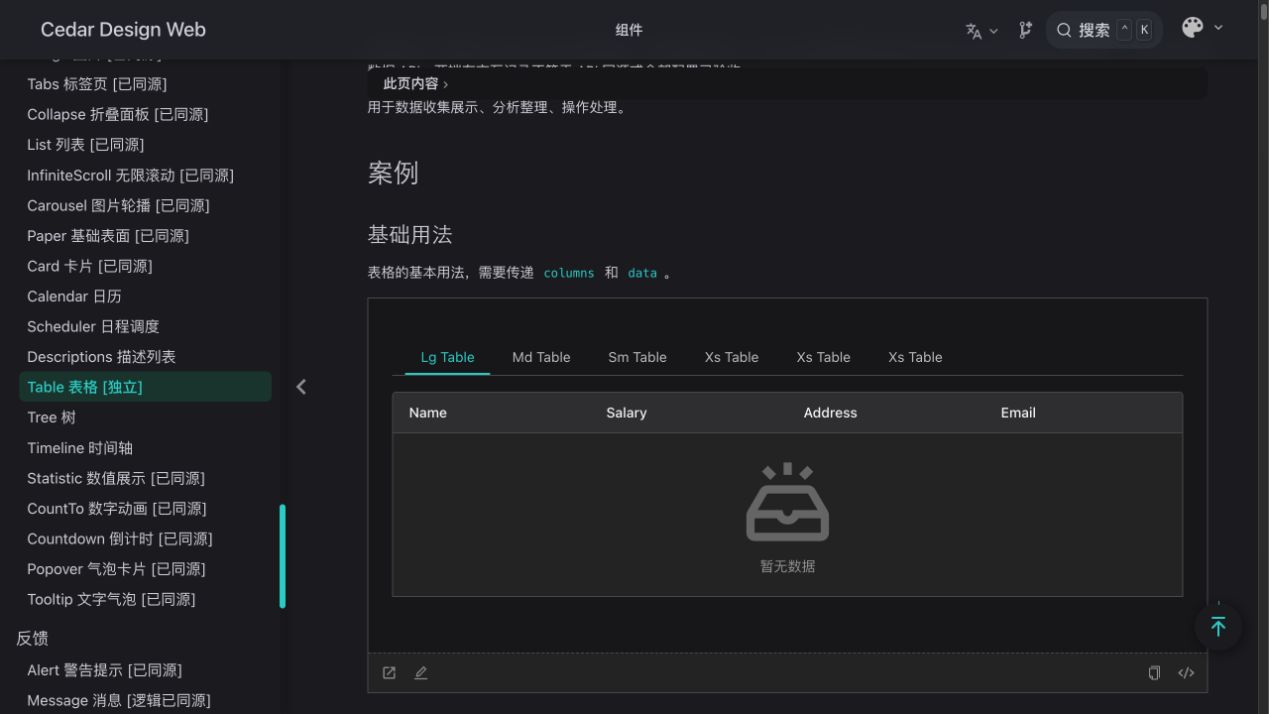 Cedar Design Web
组件
搜索
^
K
Tabs 标签页 [已同源]
Collapse 折叠面板 [已同源]
List 列表 [已同源]
InfiniteScroll 无限滚动 [已同源]
Carousel 图片轮播 [已同源]
Paper 基础表面 [已同源]
Card 卡片 [已同源]
Calendar 日历
Scheduler 日程调度
Descriptions 描述列表
Table 表格 [独立]
Tree 树
Timeline 时间轴
Statistic 数值展示 [已同源]
CountTo 数字动画 [已同源]
Countdown 倒计时 [已同源]
Popover 气泡卡片 [已同源]
Tooltip 文字气泡 [已同源]
反馈
Alert 警告提示 [已同源]
Message 消息 [逻辑已同源]
此页内容 ›
用于数据收集展示、分析整理、操作处理。
案例
基础用法
表格的基本用法，需要传递 columns 和 data 。
Lg Table Md Table Sm Table Xs Table Xs Table Xs Table
Name Salary Address Email
暂无数据